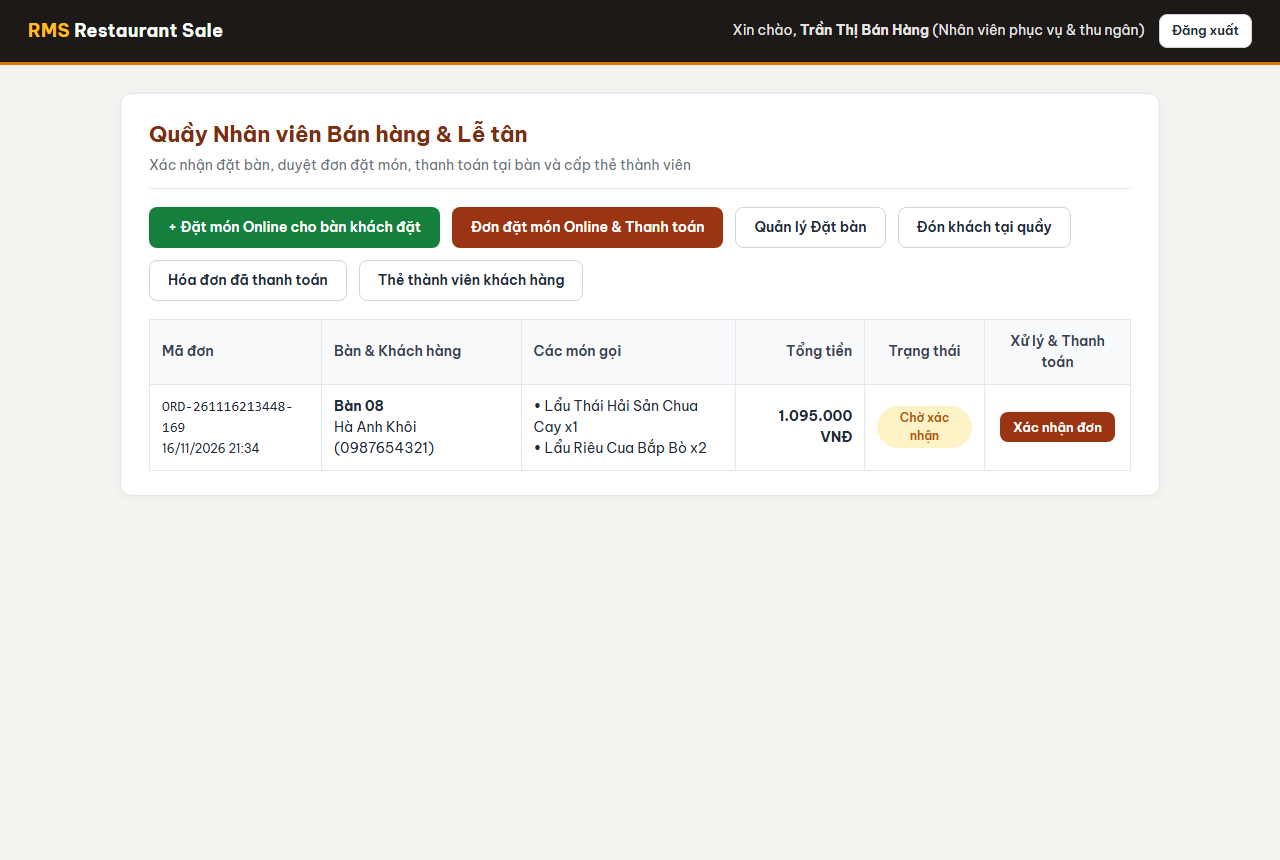 RMS Restaurant Sale
Xin chào, Trần Thị Bán Hàng (Nhân viên phục vụ & thu ngân)
Đăng xuất
Quầy Nhân viên Bán hàng & Lễ tân
Xác nhận đặt bàn, duyệt đơn đặt món, thanh toán tại bàn và cấp thẻ thành viên
+ Đặt món Online cho bàn khách đặt
Đơn đặt món Online & Thanh toán
Quản lý Đặt bàn
Đón khách tại quầy
Hóa đơn đã thanh toán
Thẻ thành viên khách hàng
Mã đơn
Bàn & Khách hàng
Các món gọi
Tổng tiền
Trạng thái
Xử lý & Thanh
toán
ORD-261116213448-
169
16/11/2026 21:34
Bàn 08
Hà Anh Khôi
(0987654321)
• Lẩu Thái Hải Sản Chua
Cay x1
• Lẩu Riêu Cua Bắp Bò x2
1.095.000
VNĐ
Chờ xác
nhận
Xác nhận đơn